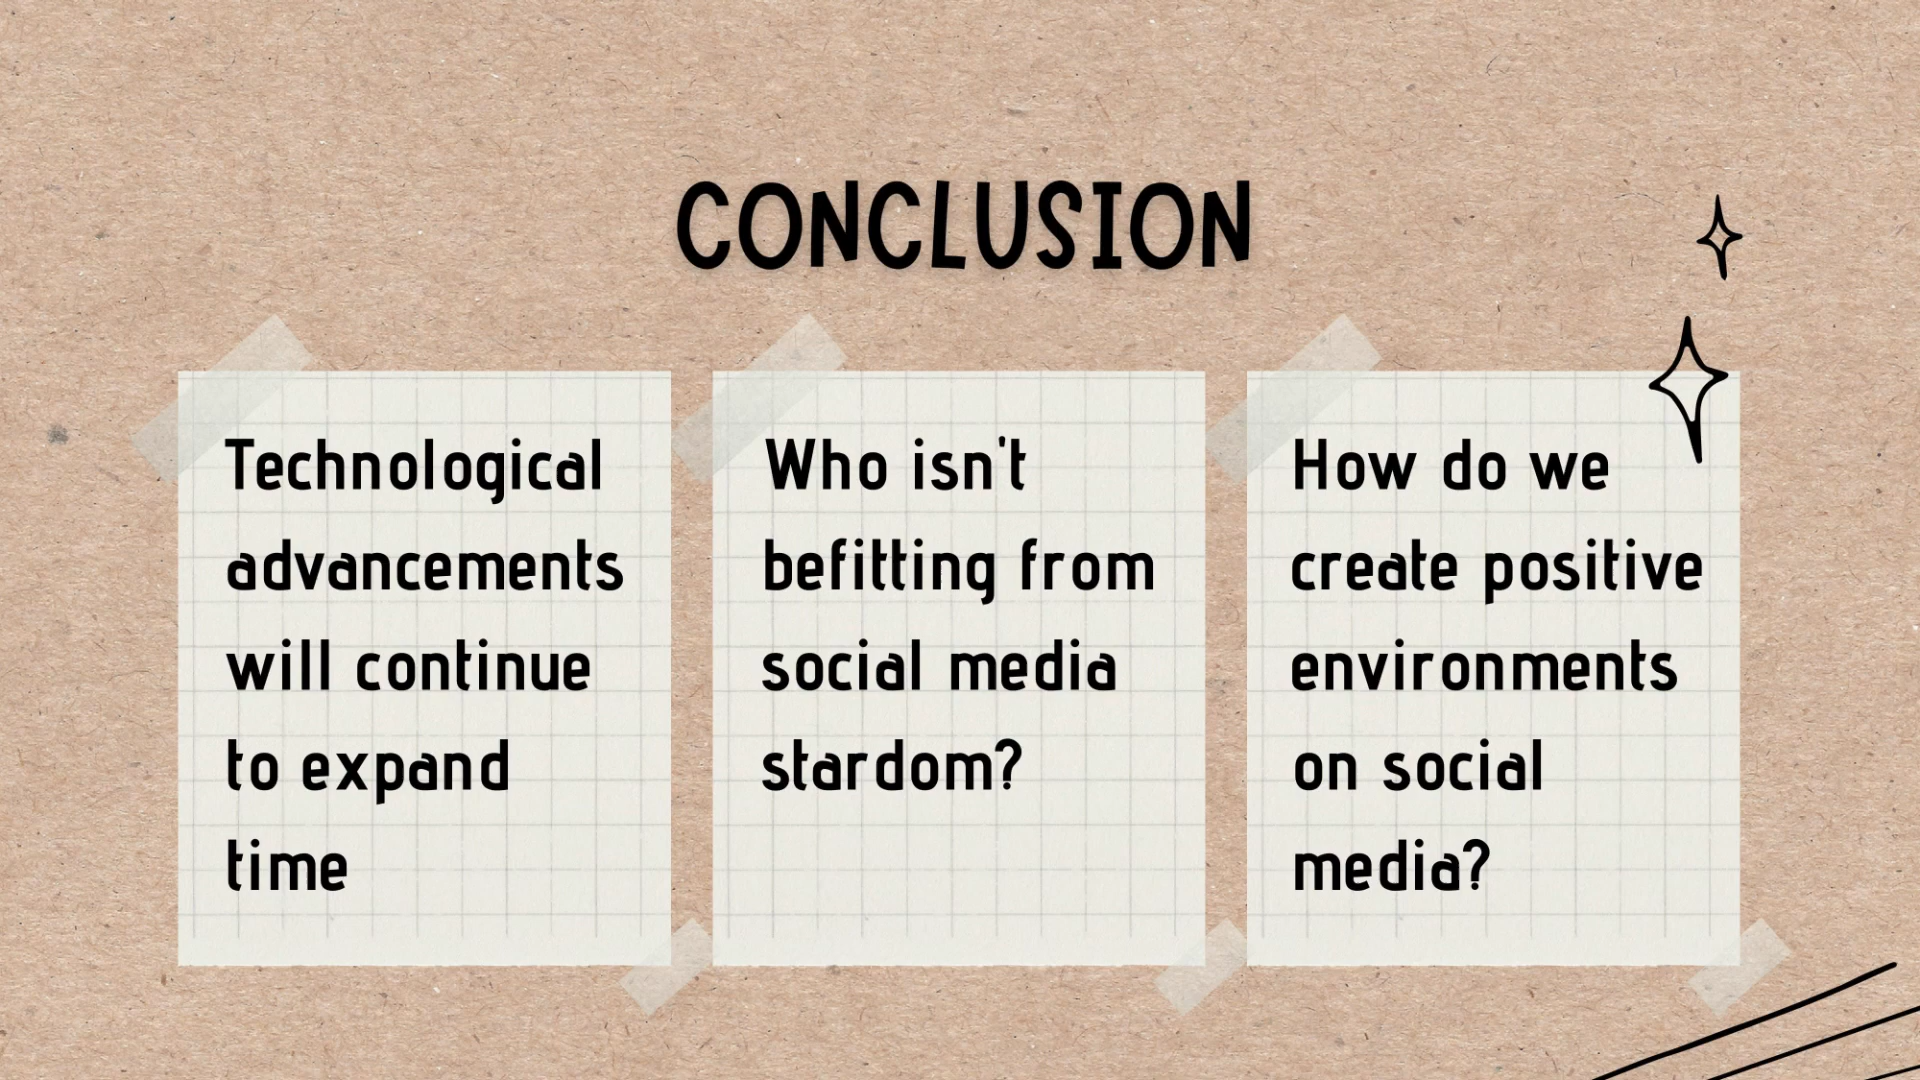 CONCLUSION
Technological
advancements
will continue
to expand
time
Who isn't
befitting from
social media
stardom?
How do we
create positive
environments
on social
media?